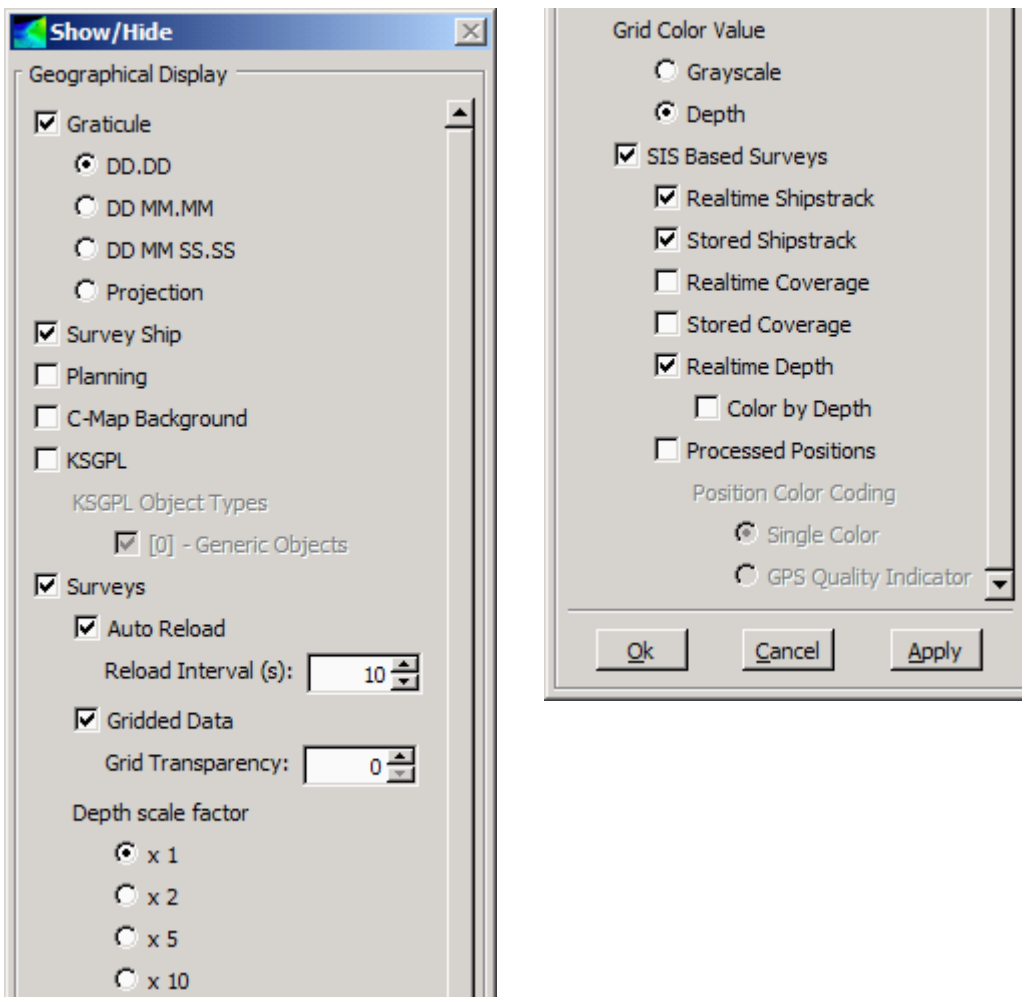 Show/Hide
Geographical Display
Graticule
DD.DD
DD MM.MM
DD MM SS.SS
Projection
Survey Ship
Planning
C-Map Background
KSGPL
KSGPL Object Types
[0] - Generic Objects
Surveys
Auto Reload
Reload Interval (s): 10
Gridded Data
Grid Transparency: 0
Depth scale factor
x 1
x 2
x 5
x 10
Grid Color Value
Grayscale
Depth
SIS Based Surveys
Realtime Shipstrack
Stored Shipstrack
Realtime Coverage
Stored Coverage
Realtime Depth
Color by Depth
Processed Positions
Position Color Coding
Single Color
GPS Quality Indicator
Ok Cancel Apply